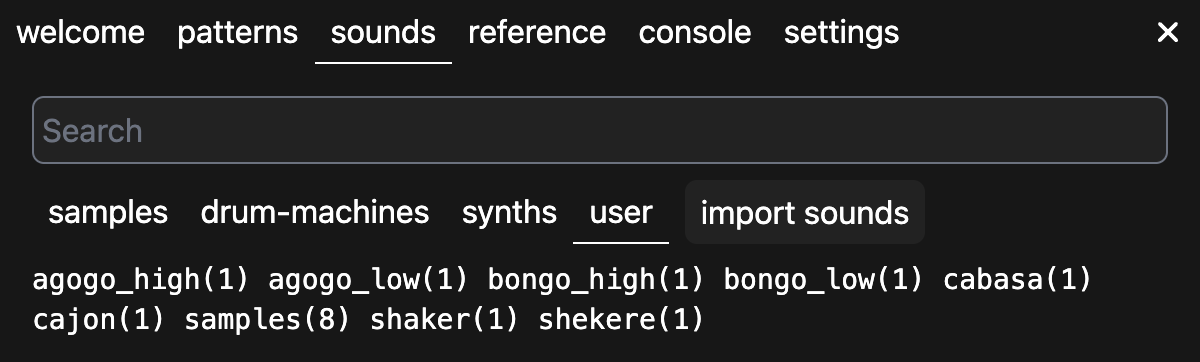 welcome patterns sounds reference console settings ×
Search
samples drum-machines synths user import sounds
agogo_high(1) agogo_low(1) bongo_high(1) bongo_low(1) cabasa(1)
cajon(1) samples(8) shaker(1) shekere(1)